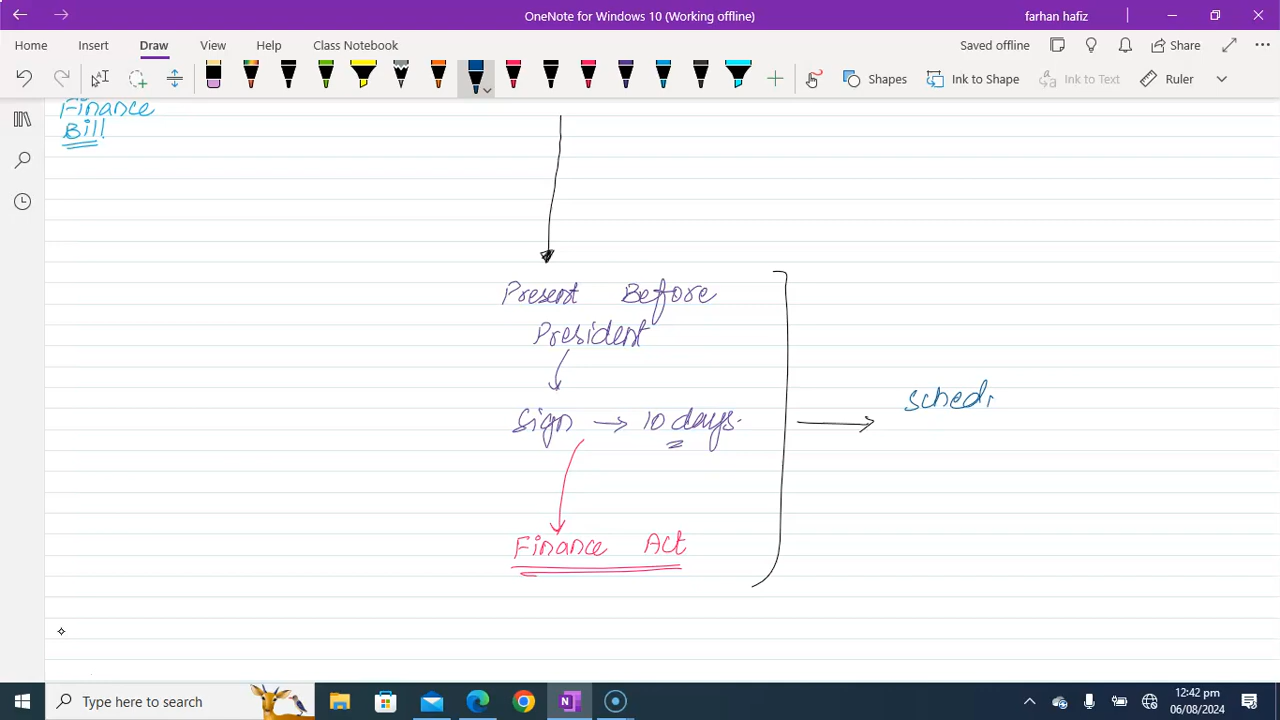 OneNote for Windows 10 (Working offline)
farhan hafiz
Home Insert Draw View Help Class Notebook
Saved offline
Share
Shapes
Ink to Shape
Ink to Text
Ruler
Finance
Bill
Present Before
President
Sign → 10 days.
Finance Act
Type here to search
12:42 pm
06/08/2024